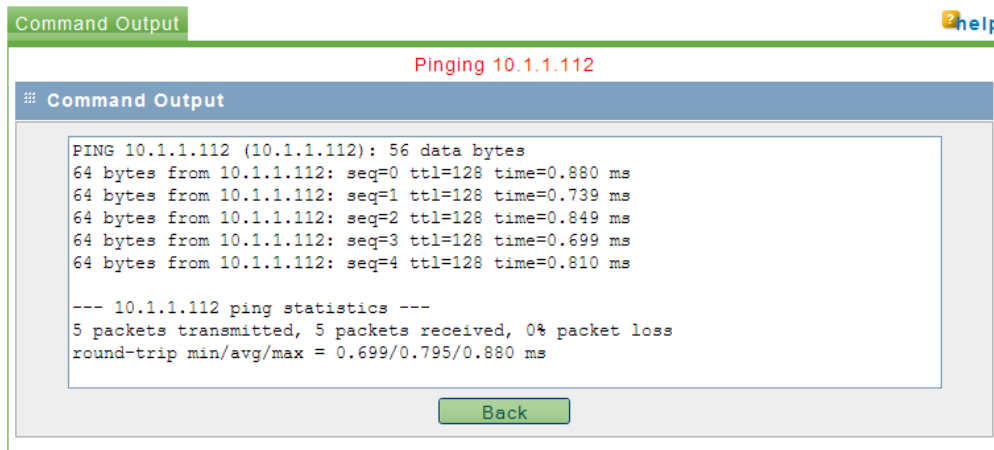 Command Output
?help
Pinging 10.1.1.112
Command Output
PING 10.1.1.112 (10.1.1.112): 56 data bytes
64 bytes from 10.1.1.112: seq=0 ttl=128 time=0.880 ms
64 bytes from 10.1.1.112: seq=1 ttl=128 time=0.739 ms
64 bytes from 10.1.1.112: seq=2 ttl=128 time=0.849 ms
64 bytes from 10.1.1.112: seq=3 ttl=128 time=0.699 ms
64 bytes from 10.1.1.112: seq=4 ttl=128 time=0.810 ms
--- 10.1.1.112 ping statistics ---
5 packets transmitted, 5 packets received, 0% packet loss
round-trip min/avg/max = 0.699/0.795/0.880 ms
Back